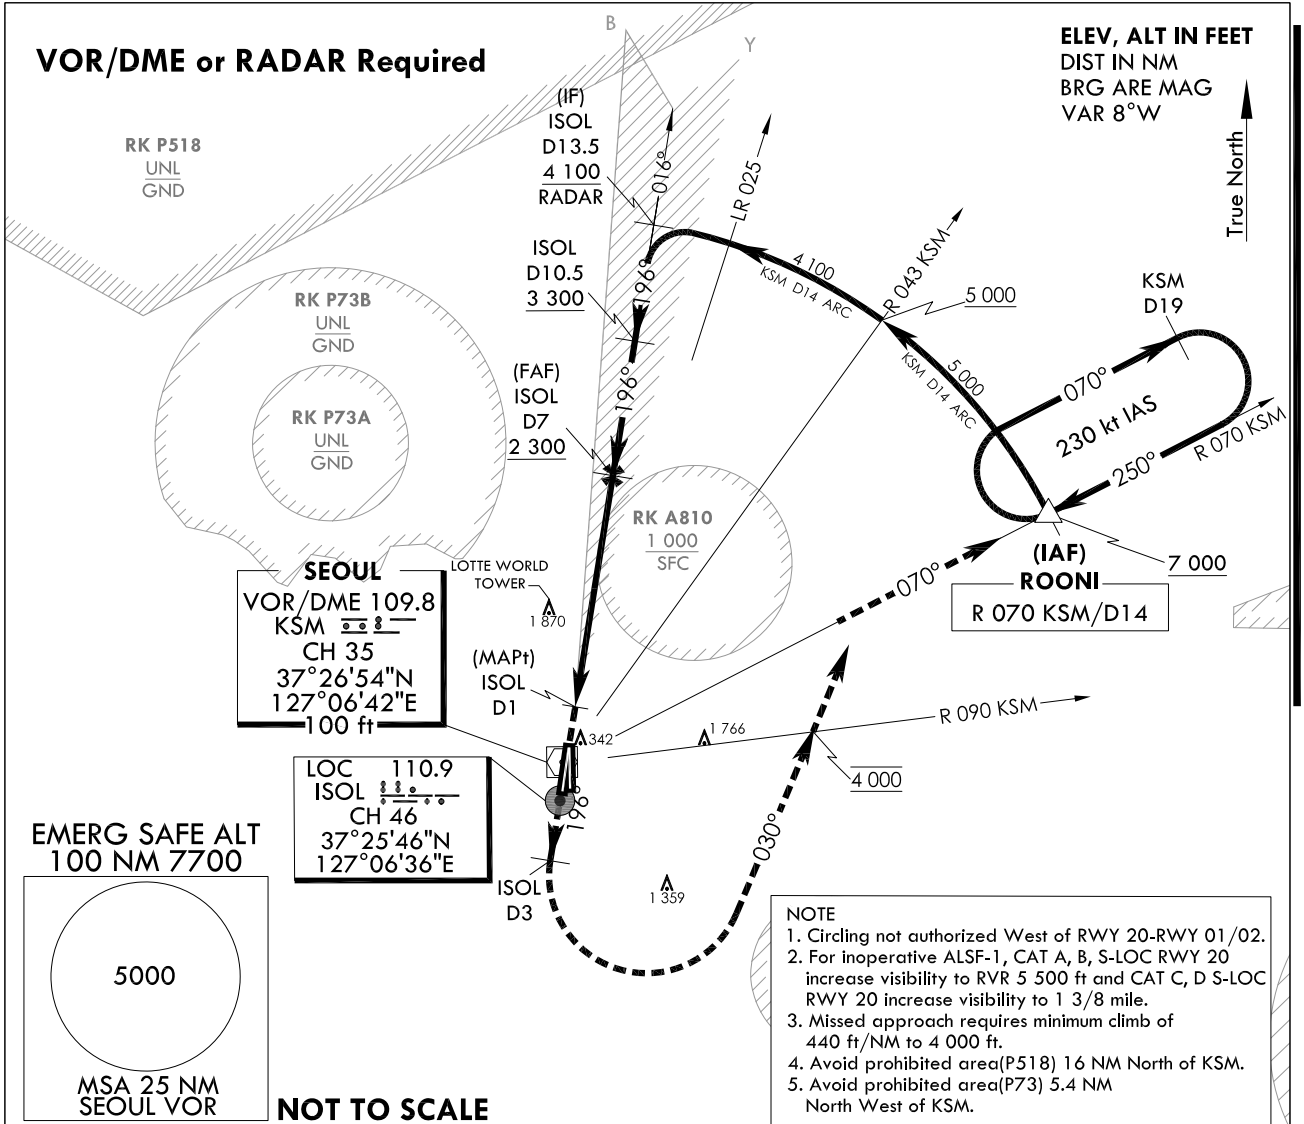 VOR/DME or RADAR Required
ELEV, ALT IN FEET
DIST IN NM
BRG ARE MAG
VAR 8°W
True North
B
Y
RK P518
UNL
GND
(IF)
ISOL
D13.5
4 100
RADAR
016°
LR 025
ISOL
D10.5
3 300
196°
4 100
KSM D14 ARC
R 043 KSM
5 000
KSM
D19
RK P73B
UNL
GND
(FAF)
ISOL
D7
2 300
196°
5 000
KSM D14 ARC
070°
230 kt IAS
R 070 KSM
250°
RK P73A
UNL
GND
RK A810
1 000
SFC
(IAF)
ROONI
R 070 KSM/D14
7 000
070°
LOTTE WORLD
TOWER
1 870
SEOUL
VOR/DME 109.8
KSM
CH 35
37°26'54"N
127°06'42"E
100 ft
(MAPt)
ISOL
D1
342
1 766
R 090 KSM
4 000
LOC 110.9
ISOL
CH 46
37°25'46"N
127°06'36"E
196°
030°
ISOL
D3
1 359
EMERG SAFE ALT
100 NM 7700
5000
MSA 25 NM
SEOUL VOR
NOT TO SCALE
NOTE
1. Circling not authorized West of RWY 20-RWY 01/02.
2. For inoperative ALSF-1, CAT A, B, S-LOC RWY 20
increase visibility to RVR 5 500 ft and CAT C, D S-LOC
RWY 20 increase visibility to 1 3/8 mile.
3. Missed approach requires minimum climb of
440 ft/NM to 4 000 ft.
4. Avoid prohibited area(P518) 16 NM North of KSM.
5. Avoid prohibited area(P73) 5.4 NM
North West of KSM.